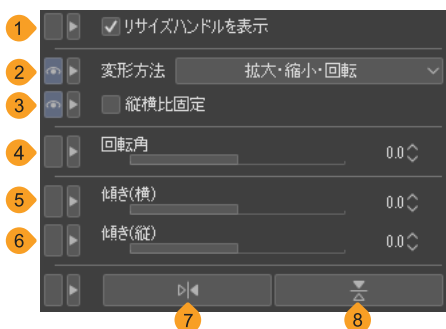 1 リサイズハンドルを表示
2 変形方法 拡大・縮小・回転
3 縦横比固定
4 回転角 0.0
5 傾き(横) 0.0
6 傾き(縦) 0.0
7 8